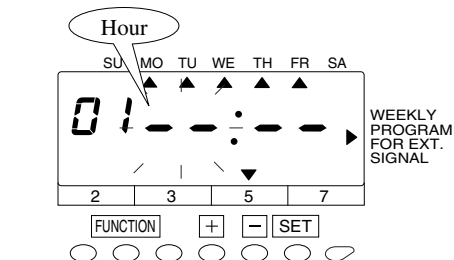 Hour
SU MO TU WE TH FR SA
01 --:--
WEEKLY
PROGRAM
FOR EXT.
SIGNAL
2 3 5 7
FUNCTION + - SET